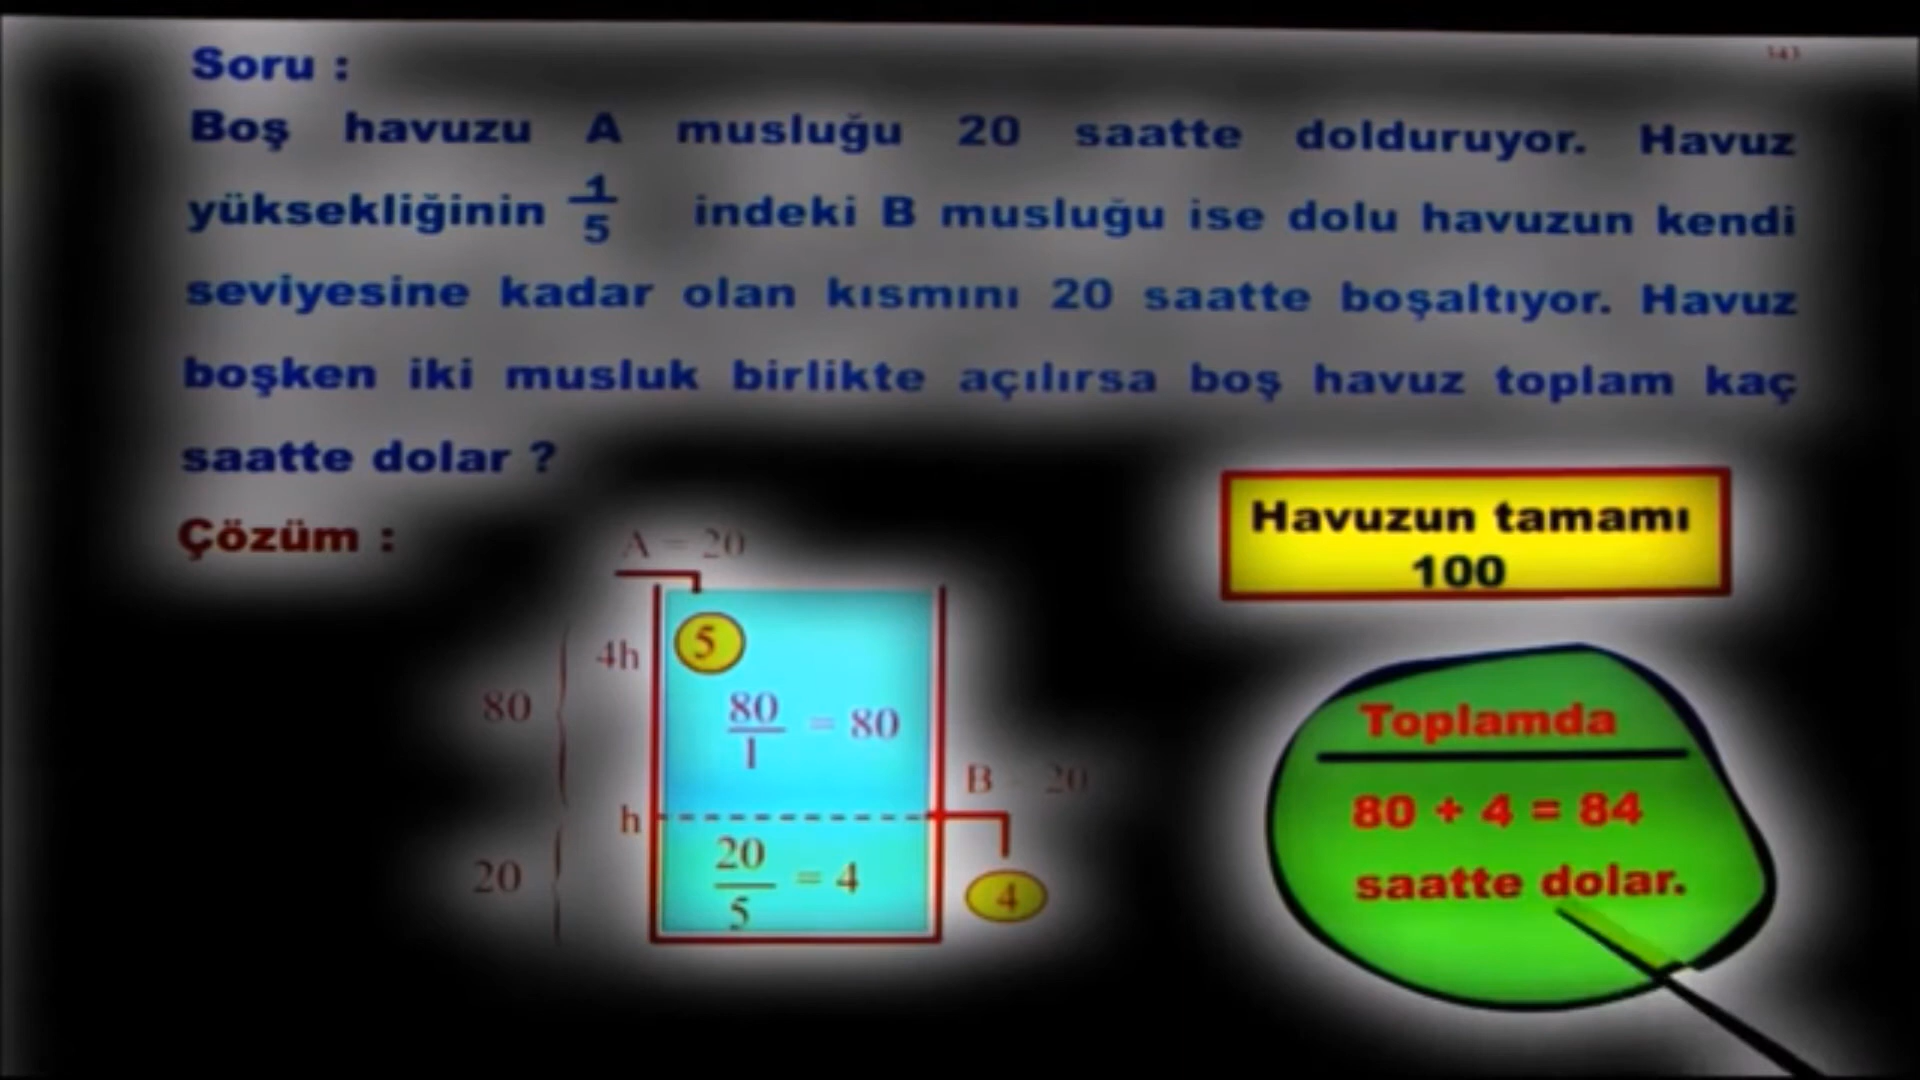 343
Soru :
Boş havuzu A musluğu 20 saatte dolduruyor. Havuz
yüksekliğinin 1/5 indeki B musluğu ise dolu havuzun kendi
seviyesine kadar olan kısmını 20 saatte boşaltıyor. Havuz
boşken iki musluk birlikte açılırsa boş havuz toplam kaç
saatte dolar ?
Çözüm :
Havuzun tamamı
100
A - 20
5
4h
80
80/1 = 80
B 20
h
20/5 = 4
20
4
Toplamda
80 + 4 = 84
saatte dolar.